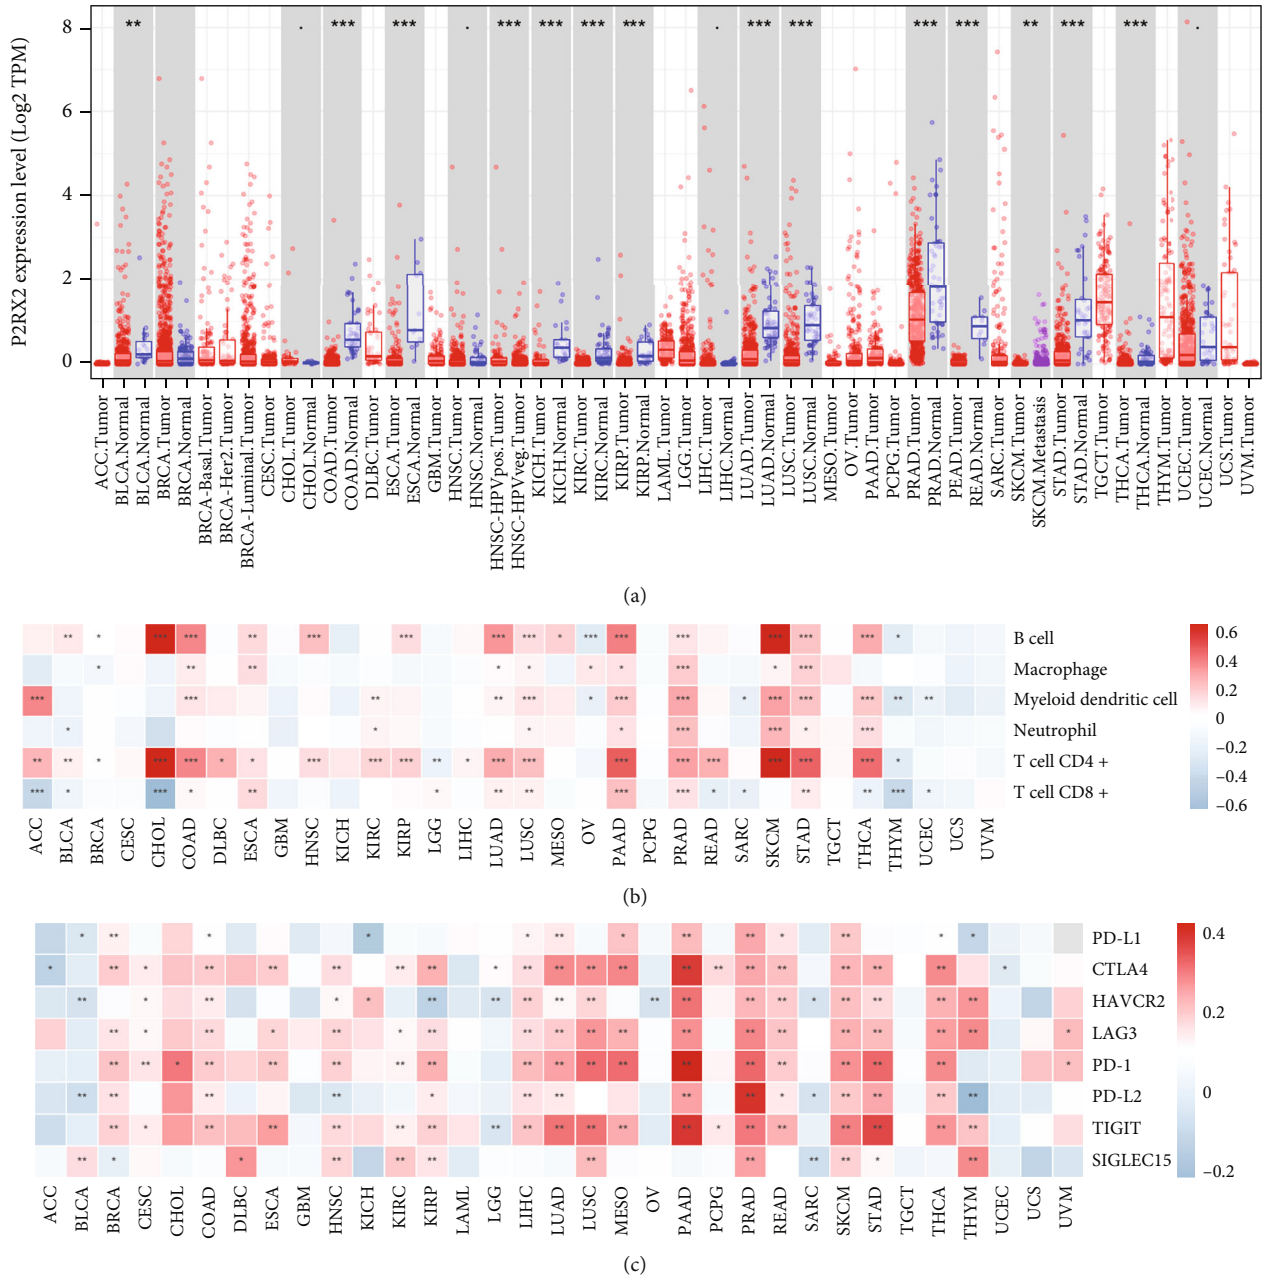 P2RX2 expression level (Log2 TPM)
8
6
4
2
0
** . *** *** . *** *** *** *** . *** *** *** *** ** *** *** .
ACC.Tumor
BLCA.Normal
BLCA.Normal
BRCA.Tumor
BRCA.Normal
BRCA-Basal.Tumor
BRCA-Her2.Tumor
BRCA-Luminal.Tumor
CESC.Tumor
CHOL.Tumor
CHOL.Normal
COAD.Tumor
COAD.Normal
DLBC.Tumor
ESCA.Tumor
ESCA.Normal
GBM.Tumor
HNSC.Tumor
HNSC.Normal
HNSC-HPVpos.Tumor
HNSC-HPVveg.Tumor
KICH.Tumor
KICH.Normal
KIRC.Tumor
KIRC.Normal
KIRP.Tumor
KIRP.Normal
LAML.Tumor
LGG.Tumor
LIHC.Tumor
LIHC.Normal
LUAD.Tumor
LUAD.Normal
LUSC.Tumor
LUSC.Normal
MESO.Tumor
OV.Tumor
PAAD.Tumor
PCPG.Tumor
PRAD.Tumor
PRAD.Normal
PEAD.Tumor
READ.Normal
SARC.Tumor
SKCM.Tumor
SKCM.Metastasis
STAD.Tumor
STAD.Normal
TGCT.Tumor
THCA.Tumor
THCA.Normal
THYM.Tumor
UCEC.Tumor
UCEC.Normal
UCS.Tumor
UVM.Tumor
(a)
** * *** *** ** *** *** *** *** * *** *** *** *** *** *** * B cell
* ** ** * * * * *** * *** Macrophage
*** *** ** ** *** * *** *** * *** *** *** ** ** Myeloid dendritic cell
* * * * *** *** * *** Neutrophil
** ** * *** *** * * *** *** *** ** * *** *** *** *** *** *** *** *** * T cell CD4 +
*** * *** * ** * ** ** *** *** * * ** ** *** * T cell CD8 +
ACC BLCA BRCA CESC CHOL COAD DLBC ESCA GBM HNSC KICH KIRC KIRP LGG LIHC LUAD LUSC MESO OV PAAD PCPG PRAD READ SARC SKCM STAD TGCT THCA THYM UCEC UCS UVM
0.6
0.4
0.2
0
−0.2
−0.4
−0.6
(b)
* ** * * * ** * ** ** * ** * * PD-L1
* ** * ** ** ** ** ** * ** ** ** ** ** ** ** ** ** ** ** * CTLA4
** * ** * * ** ** ** ** ** ** ** ** ** * ** ** ** ** HAVCR2
** * ** * ** * ** ** ** ** ** ** ** ** ** ** ** ** * LAG3
** ** * ** ** ** ** ** ** ** ** ** ** ** ** ** ** ** * PD-1
** ** ** ** * ** ** ** ** * * ** ** ** ** PD-L2
** * ** ** ** ** ** ** ** ** ** ** ** * ** ** ** ** ** ** TIGIT
** * * ** ** ** ** ** ** ** * ** SIGLEC15
ACC BLCA BRCA CESC CHOL COAD DLBC ESCA GBM HNSC KICH KIRC KIRP LAML LGG LIHC LUAD LUSC MESO OV PAAD PCPG PRAD READ SARC SKCM STAD TGCT THCA THYM UCEC UCS UVM
0.4
0.2
0
−0.2
(c)